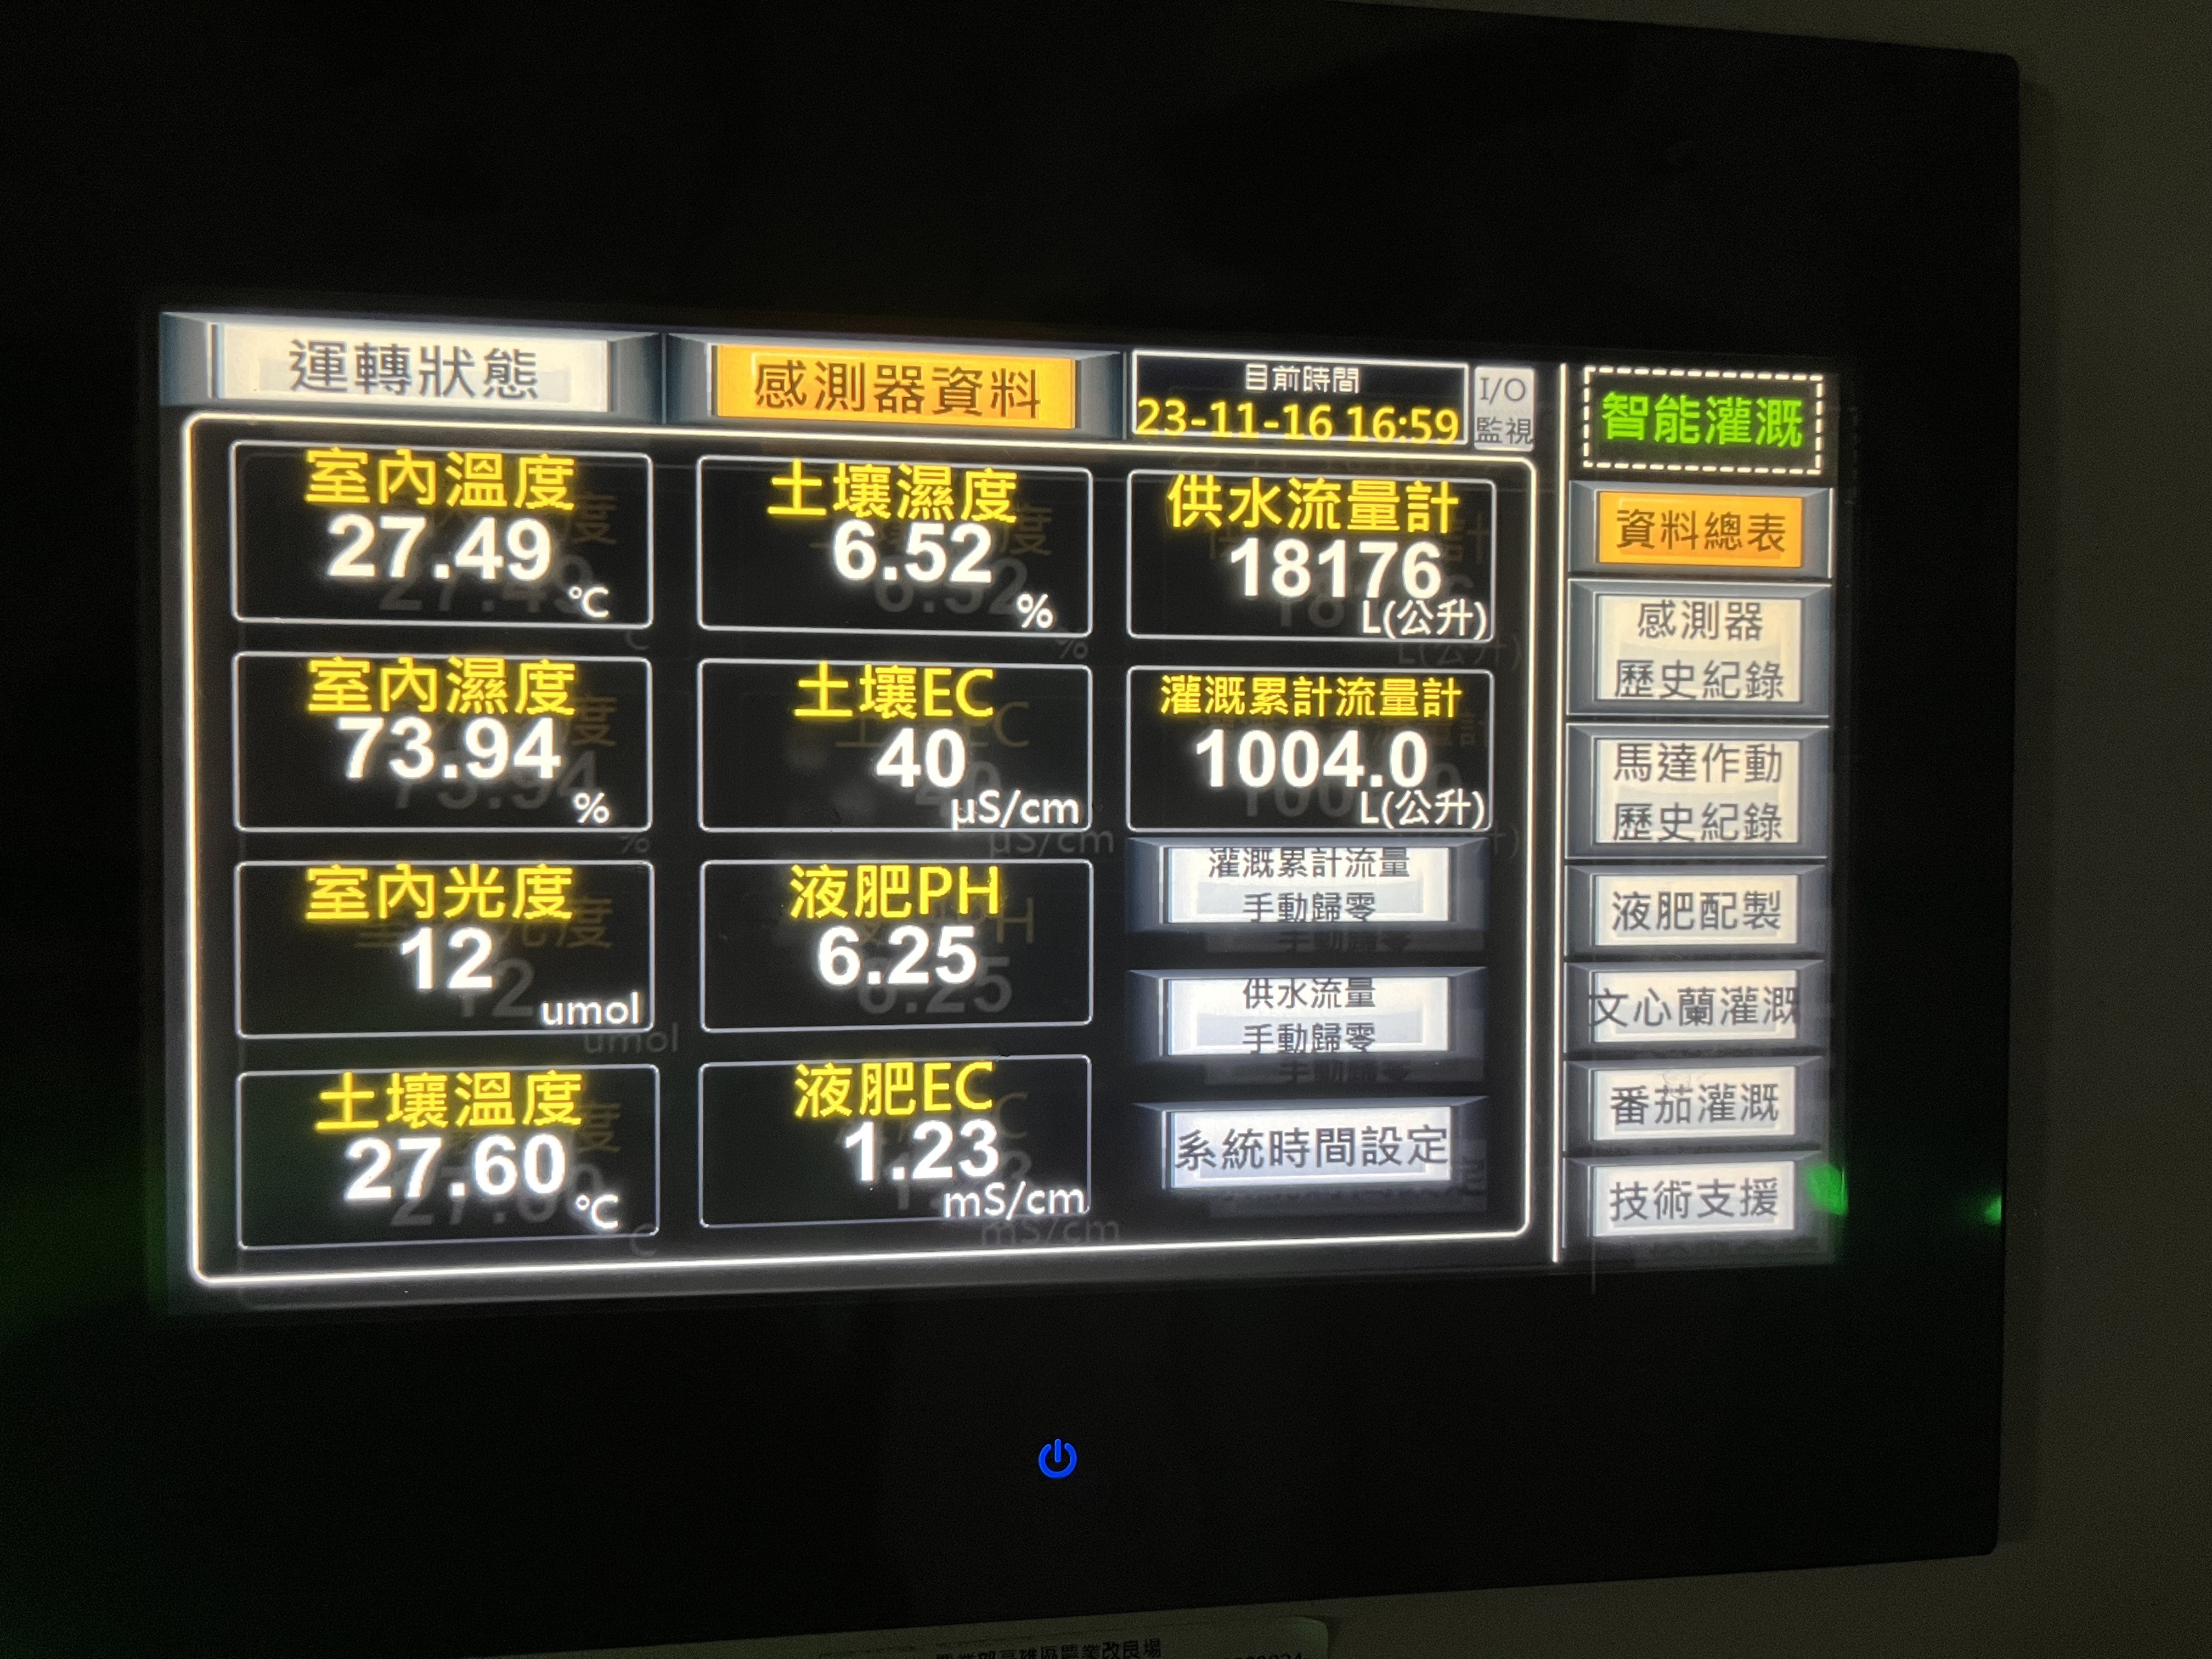 運轉狀態
感測器資料
目前時間
23-11-16 16:59
I/O
監視
智能灌溉
室內溫度
27.49
℃
土壤濕度
6.52
%
供水流量計
18176
L(公升)
室內濕度
73.94
%
土壤EC
40
µS/cm
灌溉累計流量計
1004.0
L(公升)
室內光度
12
umol
液肥PH
6.25
灌溉累計流量
手動歸零
供水流量
手動歸零
土壤溫度
27.60
℃
液肥EC
1.23
mS/cm
系統時間設定
資料總表
感測器
歷史紀錄
馬達作動
歷史紀錄
液肥配製
文心蘭灌溉
番茄灌溉
技術支援
農業改良場